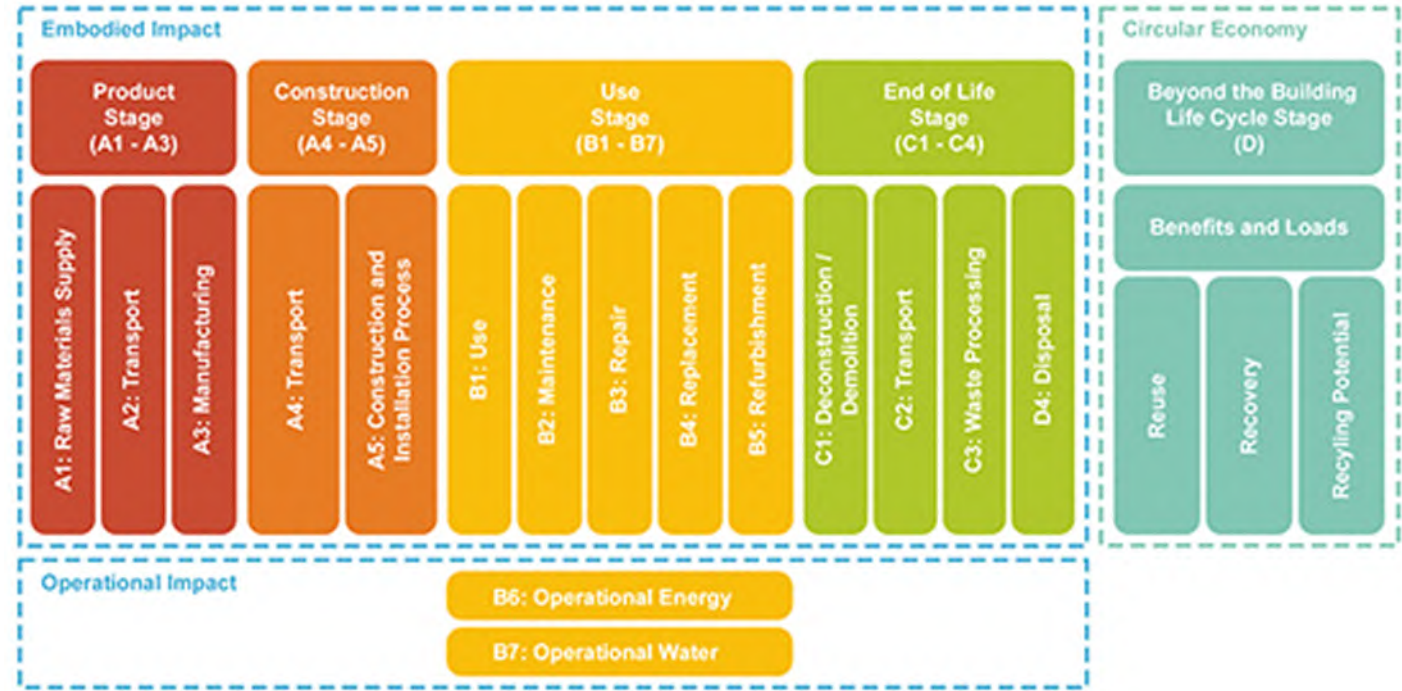 Embodied Impact
Circular Economy
Product
Stage
(A1 - A3)
Construction
Stage
(A4 - A5)
Use
Stage
(B1 - B7)
End of Life
Stage
(C1 - C4)
Beyond the Building
Life Cycle Stage
(D)
A1: Raw Materials Supply
A2: Transport
A3: Manufacturing
A4: Transport
A5: Construction and
Installation Process
B1: Use
B2: Maintenance
B3: Repair
B4: Replacement
B5: Refurbishment
C1: Deconstruction /
Demolition
C2: Transport
C3: Waste Processing
D4: Disposal
Benefits and Loads
Reuse
Recovery
Recyling Potential
Operational Impact
B6: Operational Energy
B7: Operational Water